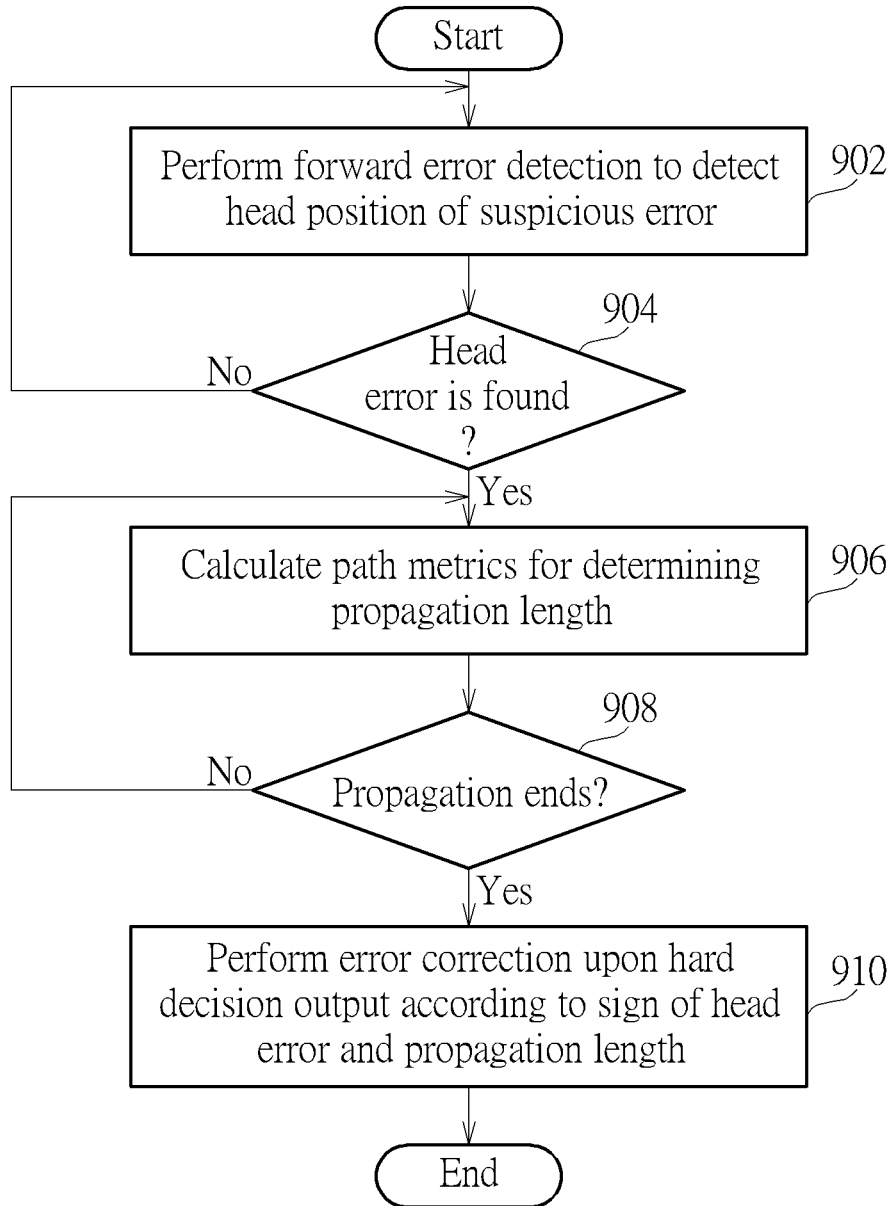 Start
Perform forward error detection to detect
head position of suspicious error
902
904
Head
error is found
?
No
Yes
Calculate path metrics for determining
propagation length
906
908
Propagation ends?
No
Yes
Perform error correction upon hard
decision output according to sign of head
error and propagation length
910
End